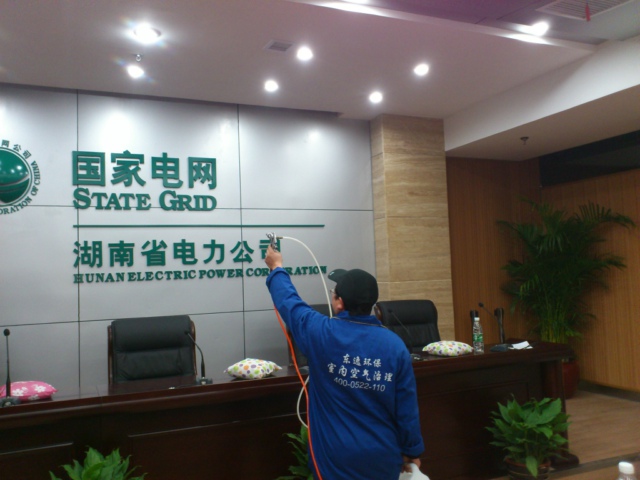 国家电网
STATE GRID
湖南省电力公司
HUNAN ELECTRIC POWER CORPORATION
东逸环保
室内空气治理
400-0522-110